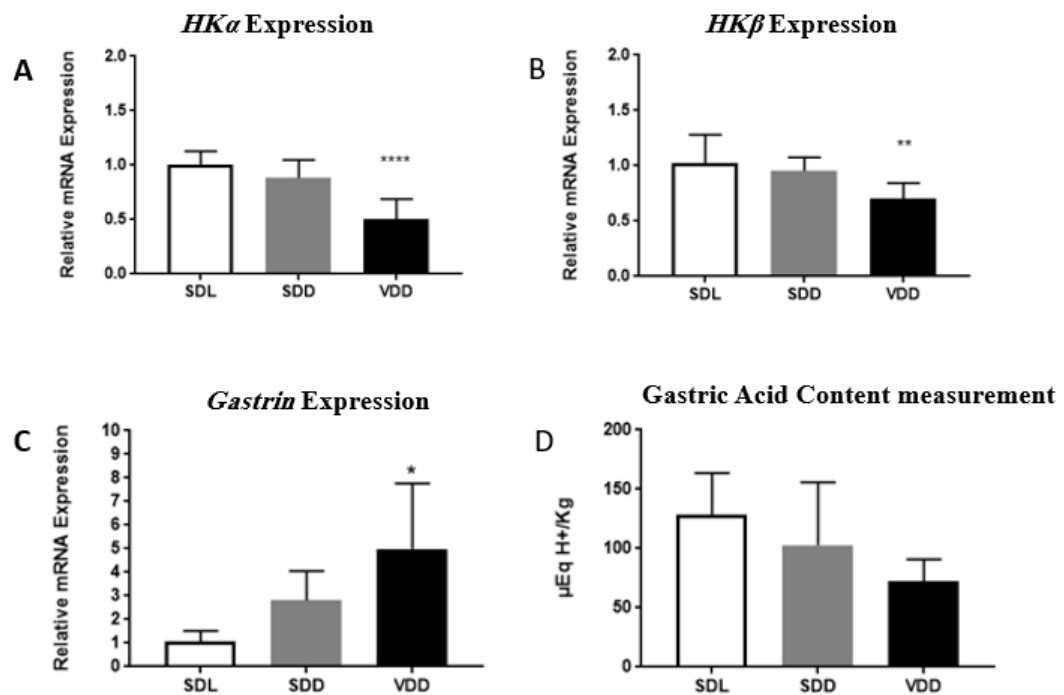 HKα Expression
A
Relative mRNA Expression
2.0
1.5
1.0
0.5
0.0
****
SDL SDD VDD
HKβ Expression
B
Relative mRNA Expression
2.0
1.5
1.0
0.5
0.0
**
SDL SDD VDD
Gastrin Expression
C
Relative mRNA Expression
10
9
8
7
6
5
4
3
2
1
0
*
SDL SDD VDD
Gastric Acid Content measurement
D
µEq H+/Kg
200
150
100
50
0
SDL SDD VDD